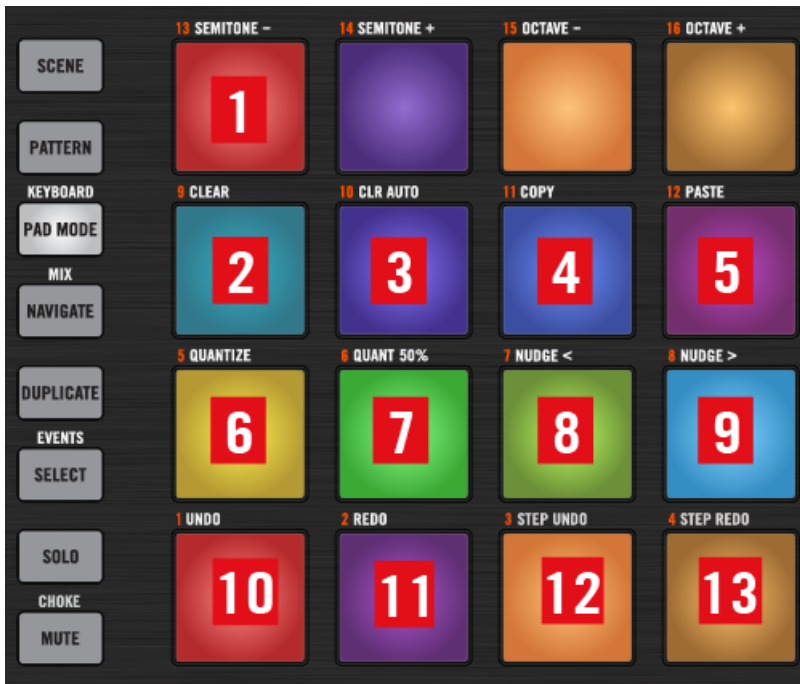 13 SEMITONE - 14 SEMITONE + 15 OCTAVE - 16 OCTAVE +
SCENE
1
PATTERN
KEYBOARD 9 CLEAR 10 CLR AUTO 11 COPY 12 PASTE
PAD MODE
2 3 4 5
MIX
NAVIGATE
5 QUANTIZE 6 QUANT 50% 7 NUDGE < 8 NUDGE >
DUPLICATE
6 7 8 9
EVENTS
SELECT
1 UNDO 2 REDO 3 STEP UNDO 4 STEP REDO
SOLO
10 11 12 13
CHOKE
MUTE